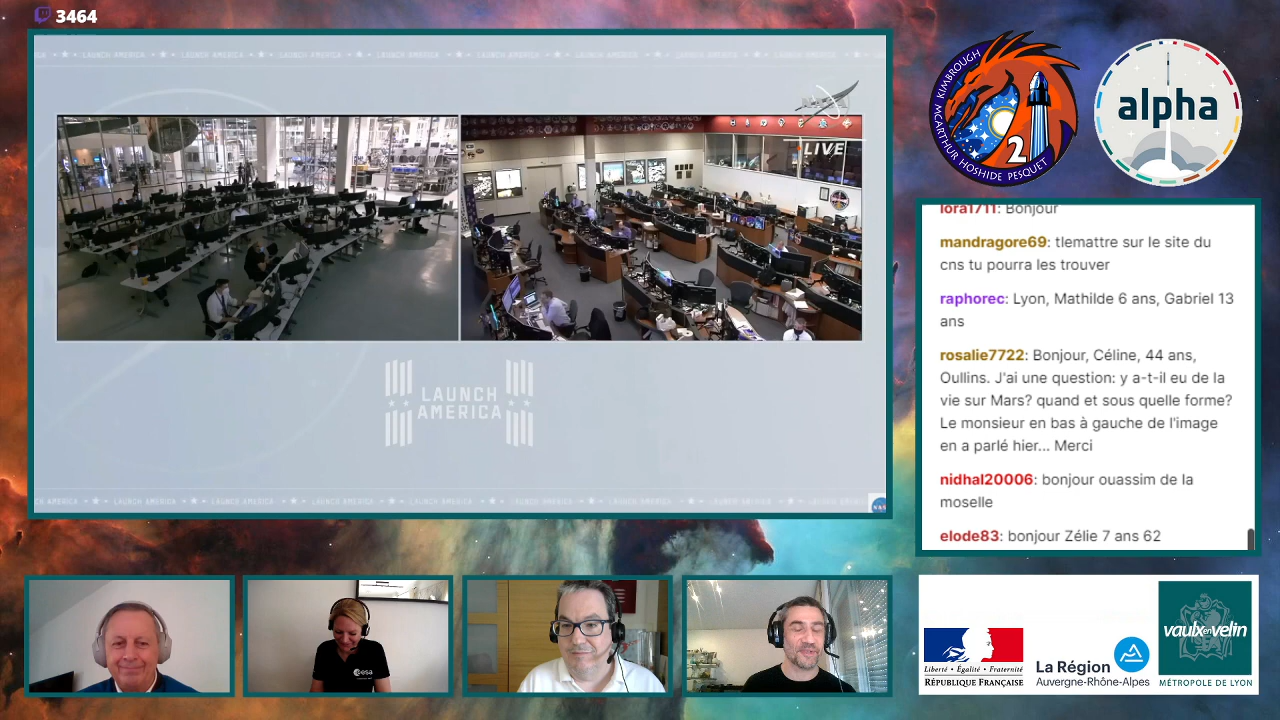 3464
LAUNCH AMERICA
LIVE
LAUNCH
AMERICA
MCARTHUR KIMBROUGH
HOSHIDE PESQUET
2
alpha
lora1711: Bonjour
mandragore69: tlemattre sur le site du
cns tu pourra les trouver
raphorec: Lyon, Mathilde 6 ans, Gabriel 13
ans
rosalie7722: Bonjour, Céline, 44 ans,
Oullins. J'ai une question: y a-t-il eu de la
vie sur Mars? quand et sous quelle forme?
Le monsieur en bas à gauche de l'image
en a parlé hier... Merci
nidhal20006: bonjour ouassim de la
moselle
elode83: bonjour Zélie 7 ans 62
esa
Liberté • Égalité • Fraternité
RÉPUBLIQUE FRANÇAISE
La Région
Auvergne-Rhône-Alpes
vaulx en velin
MÉTROPOLE DE LYON